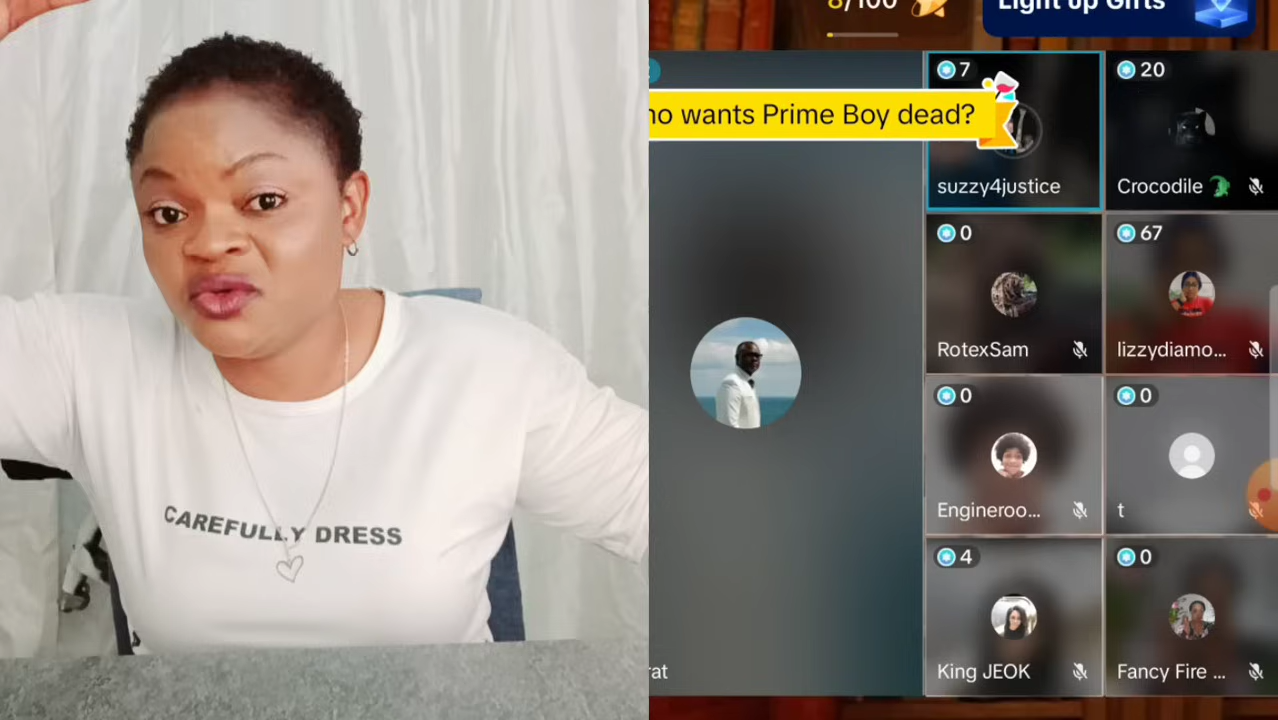 CAREFULLY DRESS
8/100
Light up Gifts
ho wants Prime Boy dead?
7
suzzy4justice
20
Crocodile 🐊
0
RotexSam
67
lizzydiamo...
0
Engineroo...
0
t
4
King JEOK
0
Fancy Fire ...
rat